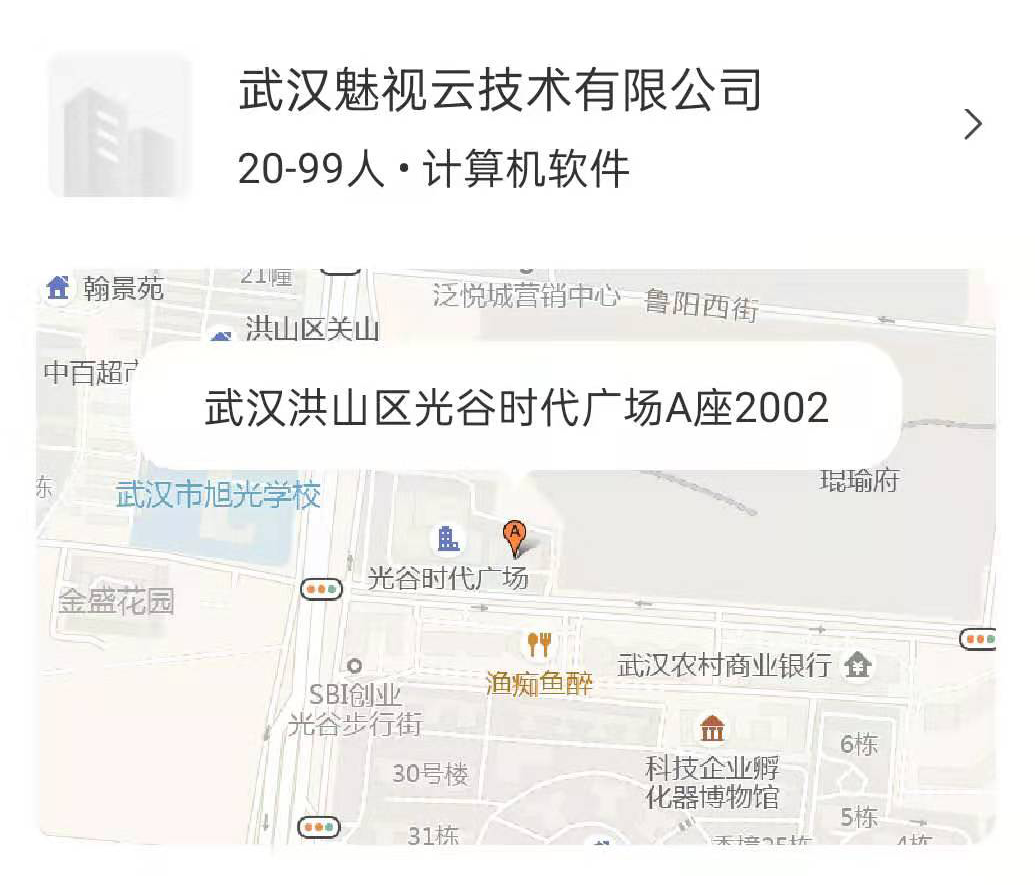 武汉魅视云技术有限公司
20-99人·计算机软件
翰景苑
21幢
泛悦城营销中心
鲁阳西街
洪山区关山
中百超市
武汉洪山区光谷时代广场A座2002
栋
武汉市旭光学校
琨瑜府
A
光谷时代广场
金盛花园
渔痴鱼醉
武汉农村商业银行
SBI创业
光谷步行街
30号楼
科技企业孵
化器博物馆
6栋
5栋
31栋
4栋